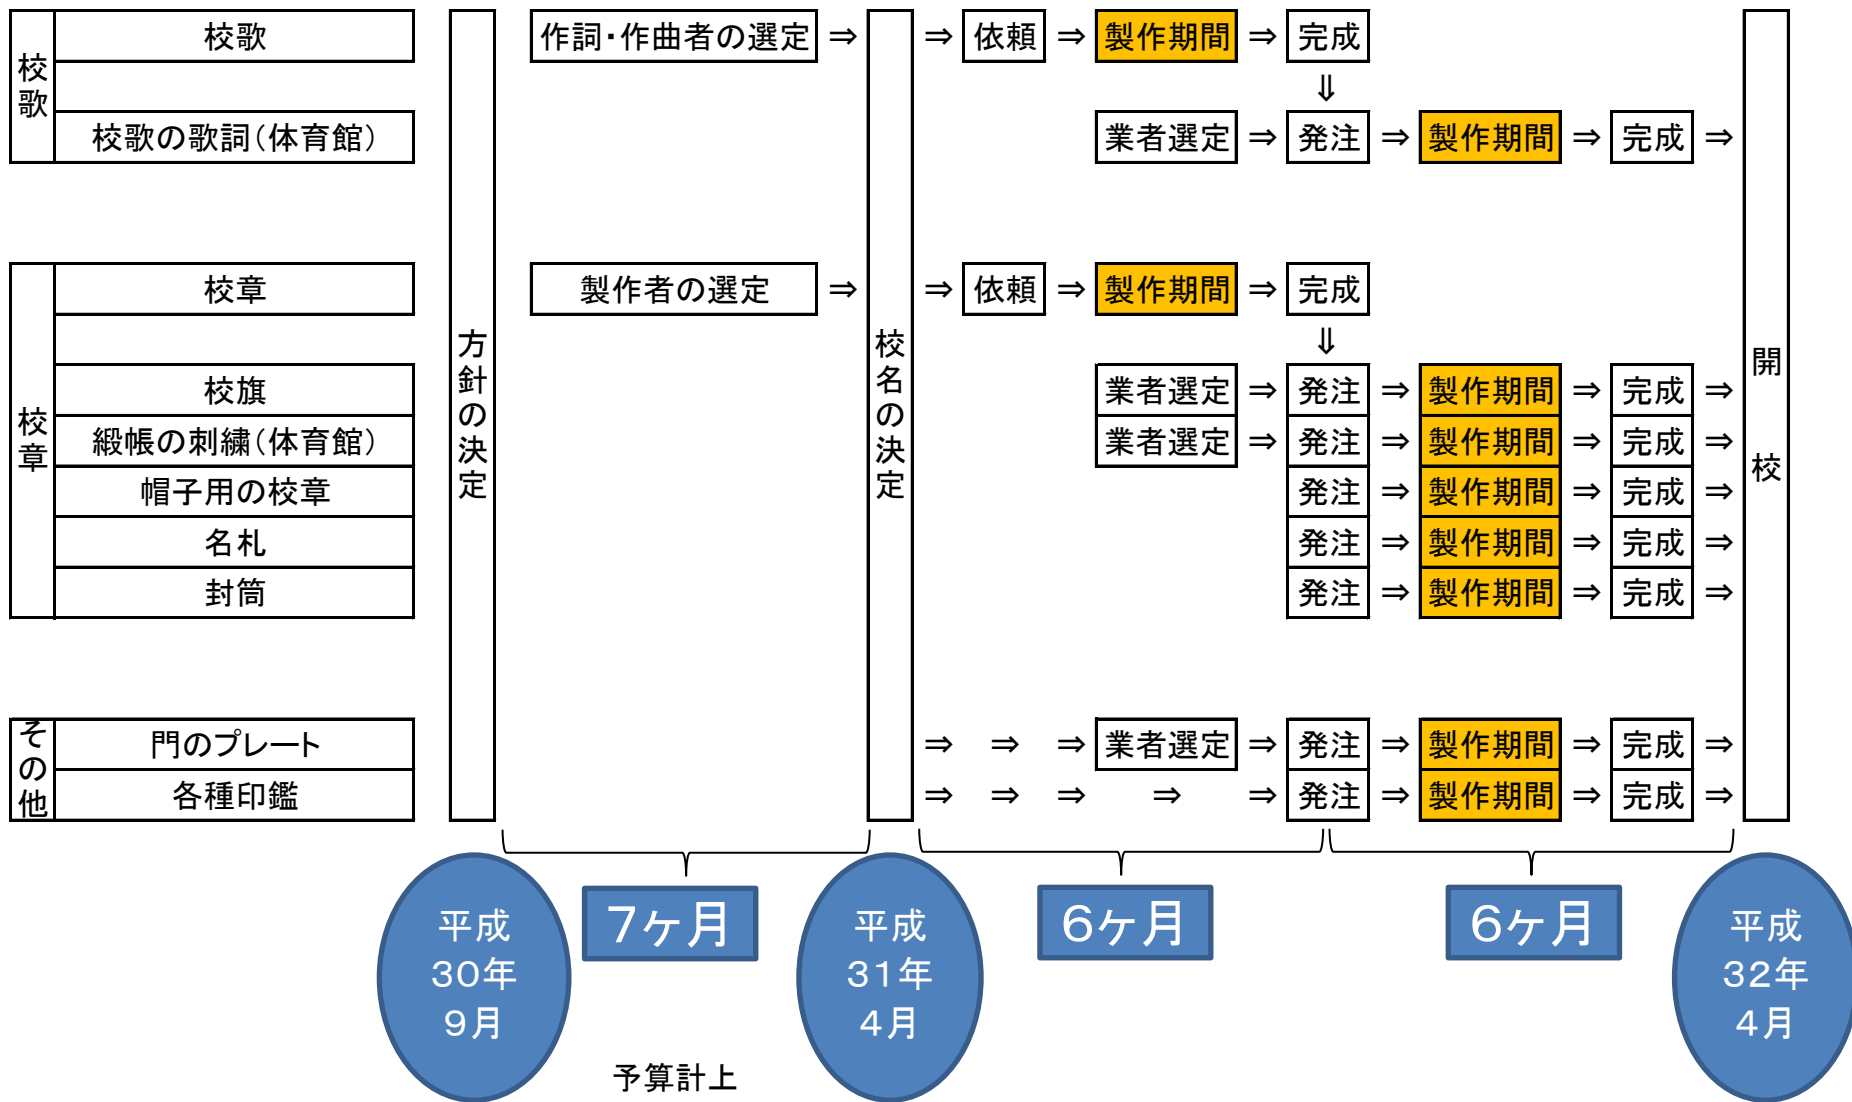 校歌
校歌
作詞・作曲者の選定 ⇒ ⇒ 依頼 ⇒ 製作期間 ⇒ 完成
⇓
校歌の歌詞（体育館）
業者選定 ⇒ 発注 ⇒ 製作期間 ⇒ 完成 ⇒
校章
校章
製作者の選定 ⇒ ⇒ 依頼 ⇒ 製作期間 ⇒ 完成
⇓
校旗
業者選定 ⇒ 発注 ⇒ 製作期間 ⇒ 完成 ⇒
緞帳の刺繍（体育館）
業者選定 ⇒ 発注 ⇒ 製作期間 ⇒ 完成 ⇒
帽子用の校章
発注 ⇒ 製作期間 ⇒ 完成 ⇒
名札
発注 ⇒ 製作期間 ⇒ 完成 ⇒
封筒
発注 ⇒ 製作期間 ⇒ 完成 ⇒
その他
門のプレート
⇒ ⇒ ⇒ 業者選定 ⇒ 発注 ⇒ 製作期間 ⇒ 完成 ⇒
各種印鑑
⇒ ⇒ ⇒ ⇒ ⇒ 発注 ⇒ 製作期間 ⇒ 完成 ⇒
方針の決定
校名の決定
開校
平成
３０年
９月
７ヶ月
平成
３１年
４月
６ヶ月
６ヶ月
平成
３２年
４月
予算計上